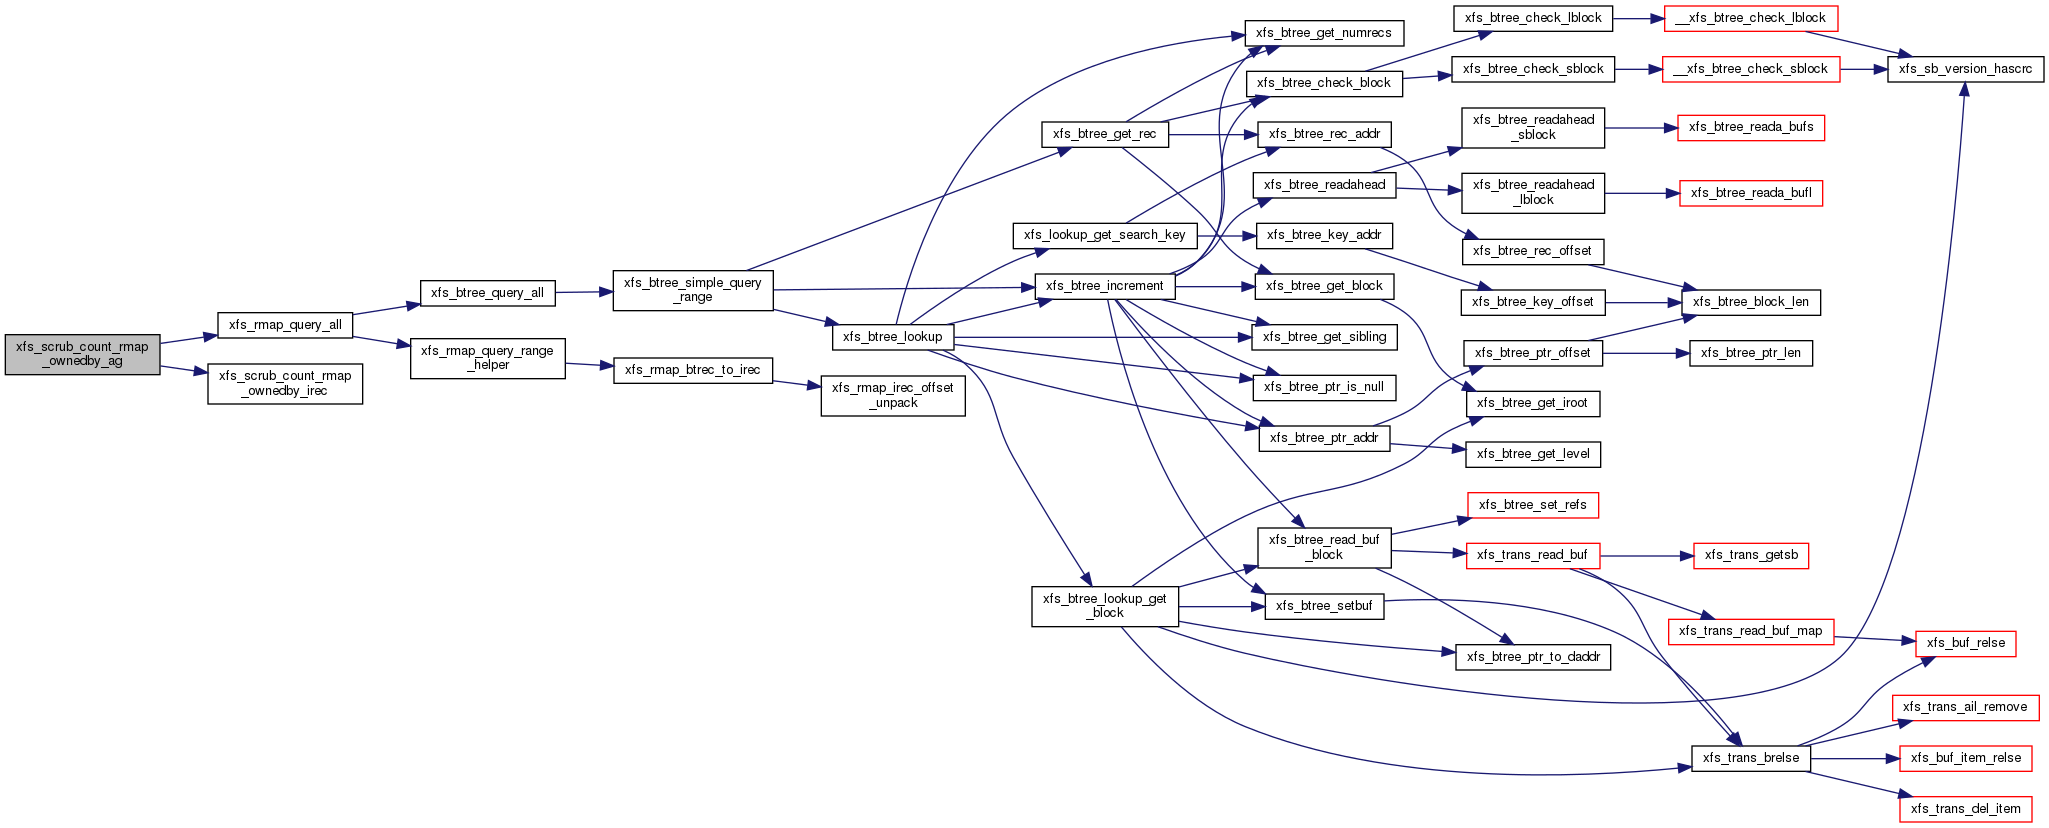 xfs_scrub_count_rmap
_ownedby_ag
xfs_rmap_query_all
xfs_scrub_count_rmap
_ownedby_irec
xfs_btree_query_all
xfs_rmap_query_range
_helper
xfs_btree_simple_query
_range
xfs_rmap_btrec_to_irec
xfs_btree_lookup
xfs_rmap_irec_offset
_unpack
xfs_btree_get_rec
xfs_lookup_get_search_key
xfs_btree_increment
xfs_btree_lookup_get
_block
xfs_btree_get_numrecs
xfs_btree_check_block
xfs_btree_rec_addr
xfs_btree_readahead
xfs_btree_key_addr
xfs_btree_get_block
xfs_btree_get_sibling
xfs_btree_ptr_is_null
xfs_btree_ptr_addr
xfs_btree_read_buf
_block
xfs_btree_setbuf
xfs_btree_check_lblock
xfs_btree_check_sblock
xfs_btree_readahead
_sblock
xfs_btree_readahead
_lblock
xfs_btree_rec_offset
xfs_btree_key_offset
xfs_btree_ptr_offset
xfs_btree_get_iroot
xfs_btree_get_level
xfs_btree_set_refs
xfs_trans_read_buf
xfs_btree_ptr_to_daddr
__xfs_btree_check_lblock
__xfs_btree_check_sblock
xfs_btree_reada_bufs
xfs_btree_reada_bufl
xfs_btree_block_len
xfs_btree_ptr_len
xfs_trans_getsb
xfs_trans_read_buf_map
xfs_trans_brelse
xfs_sb_version_hascrc
xfs_buf_relse
xfs_trans_ail_remove
xfs_buf_item_relse
xfs_trans_del_item